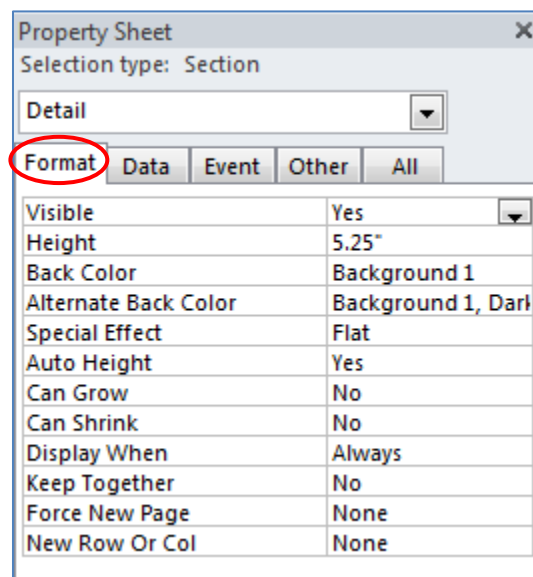 Property Sheet
Selection type: Section
Detail
Format Data Event Other All
Visible Yes
Height 5.25"
Back Color Background 1
Alternate Back Color Background 1, Dark
Special Effect Flat
Auto Height Yes
Can Grow No
Can Shrink No
Display When Always
Keep Together No
Force New Page None
New Row Or Col None